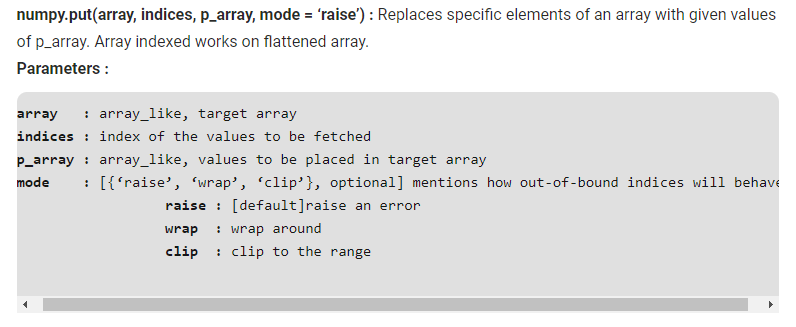 numpy.put(array, indices, p_array, mode = ‘raise’) : Replaces specific elements of an array with given values
of p_array. Array indexed works on flattened array.
Parameters :
array : array_like, target array
indices : index of the values to be fetched
p_array : array_like, values to be placed in target array
mode : [{‘raise’, ‘wrap’, ‘clip’}, optional] mentions how out-of-bound indices will behave
raise : [default]raise an error
wrap : wrap around
clip : clip to the range